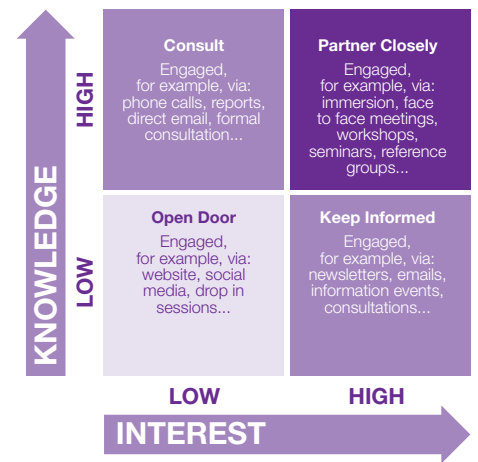 Consult
Engaged,
for example, via:
phone calls, reports,
direct email, formal
consultation...
Partner Closely
Engaged,
for example, via:
immersion, face
to face meetings,
workshops,
seminars, reference
groups...
HIGH
KNOWLEDGE
LOW
Open Door
Engaged,
for example, via:
website, social
media, drop in
sessions...
Keep Informed
Engaged,
for example, via:
newsletters, emails,
information events,
consultations...
LOW
HIGH
INTEREST